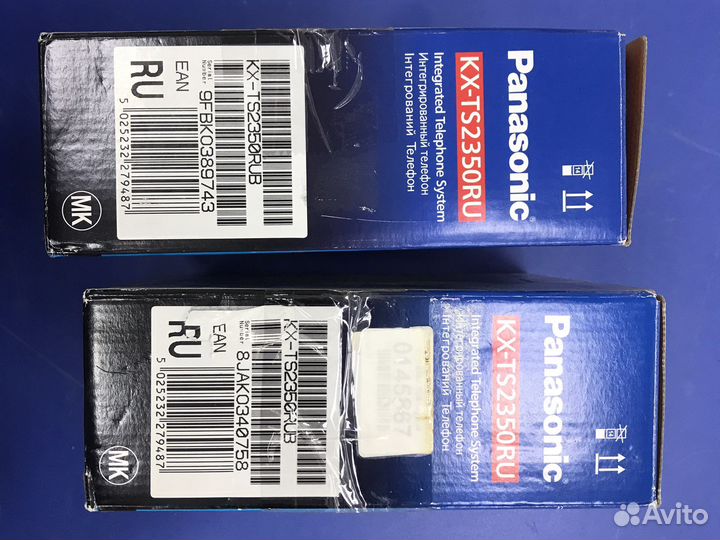 Panasonic
KX-TS2350RU
Integrated Telephone System
Интегрированный телефон
Інтегрований Телефон
KX-TS2350RUB
Serial Number 9FBK0389743
EAN
RU
5 025232 279487
MK
Panasonic
KX-TS2350RU
Integrated Telephone System
Интегрированный телефон
Інтегрований Телефон
KX-TS2350RUB
Serial Number 8JAK0340758
EAN
RU
5 025232 279487
MK
Avito